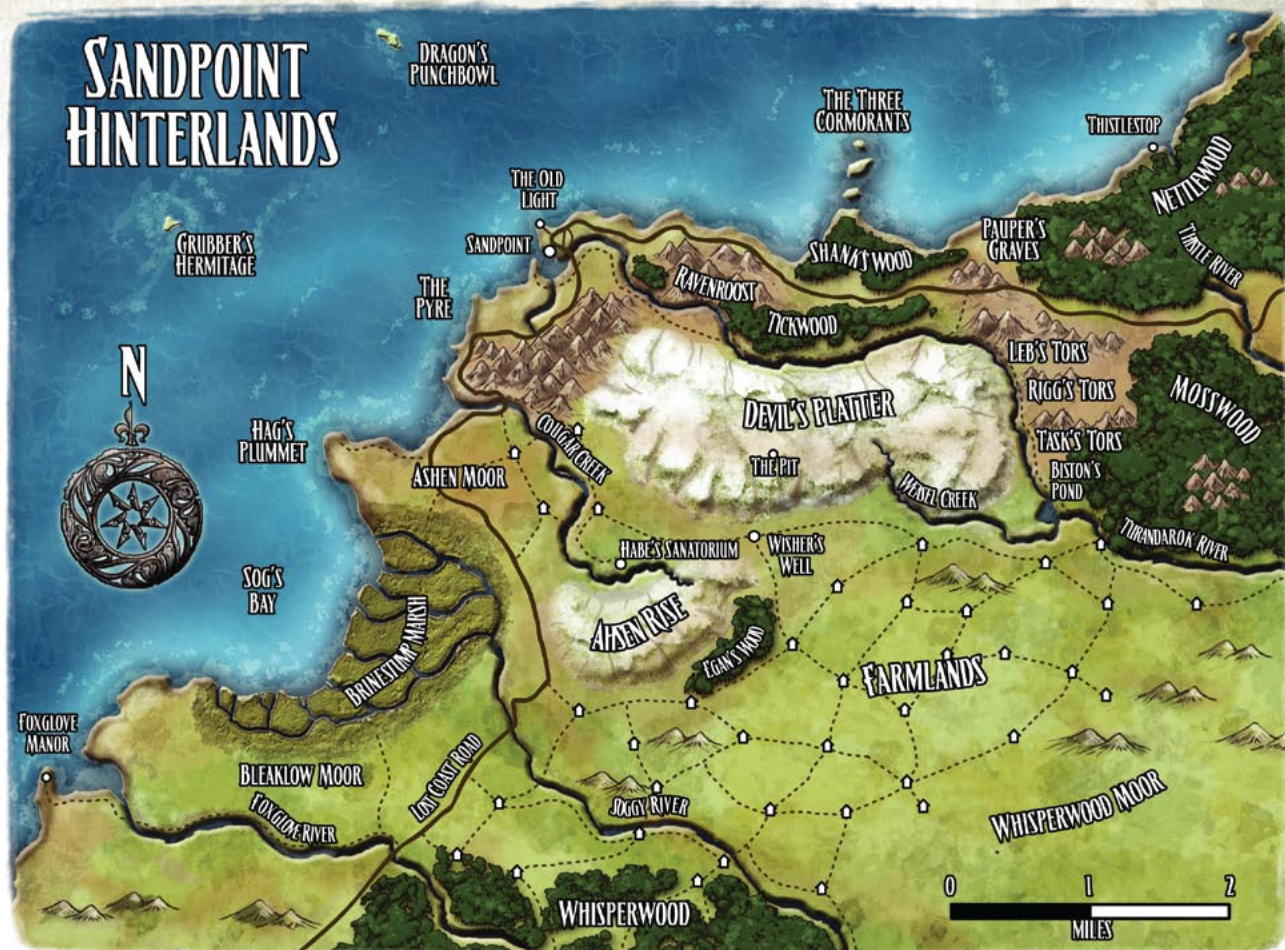 SANDPOINT
HINTERLANDS
DRAGON'S
PUNCHBOWL
THE THREE
CORMORANTS
THISTLESTOP
NETTLEWOOD
THE OLD
LIGHT
SANDPOINT
GRUBBER'S
HERMITAGE
PAUPER'S
GRAVES
THISTLE RIVER
SHANK'S WOOD
RAVENROOST
THE
PYRE
TICKWOOD
LEB'S TORS
N
RIGG'S TORS
MOSSWOOD
DEVIL'S PLATTER
HAG'S
PLUMMET
COUGAR CREEK
TASK'S TORS
ASHEN MOOR
THE PIT
BISTON'S
POND
WEASEL CREEK
TURANDAROK RIVER
HABE'S SANATORIUM
WISHER'S
WELL
SOG'S
BAY
AHSEN RISE
BRINESTUMP MARSH
EGAN'S WOOD
FARMLANDS
FOXGLOVE
MANOR
BLEAKLOW MOOR
LOST COAST ROAD
FOXGLOVE RIVER
SOGGY RIVER
WHISPERWOOD MOOR
WHISPERWOOD
0 1 2
MILES